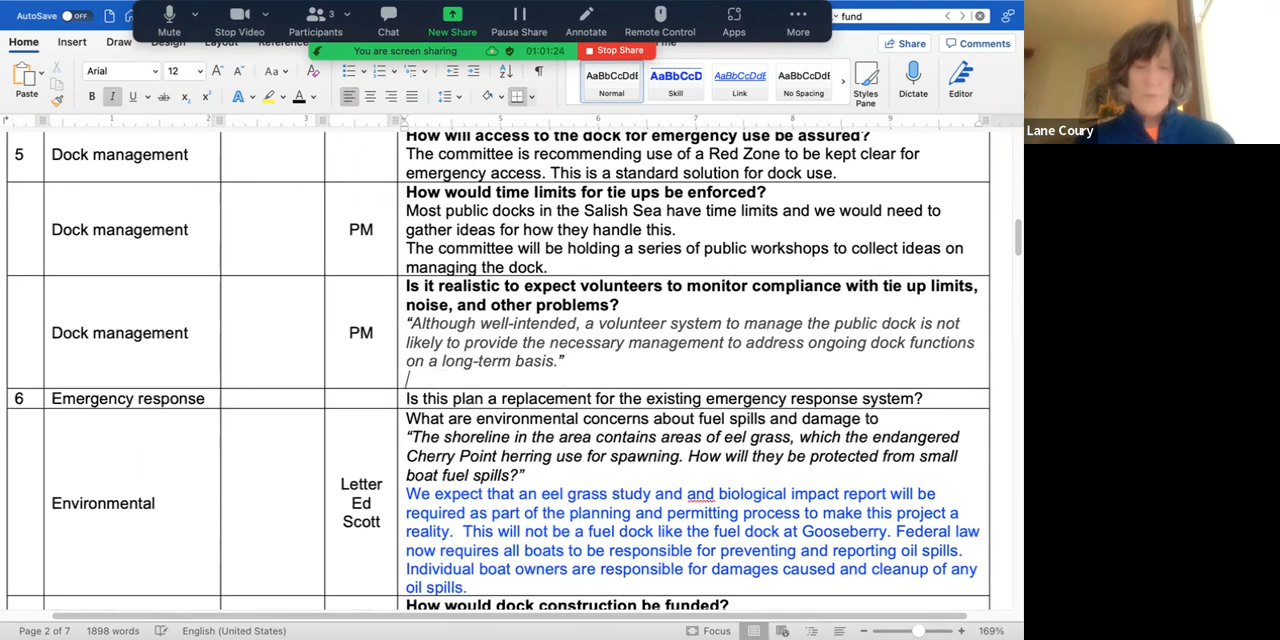 AutoSave OFF
fund
Mute
Stop Video
Participants
3
Chat
New Share
Pause Share
Annotate
Remote Control
Apps
More
You are screen sharing
01:01:24
Stop Share
Home
Insert
Draw
Design
Layout
Share
Comments
Paste
Arial
12
Aa
B I U ab x₂ x²
A
AaBbCcDdE
Normal
AaBbCcD
Skill
AaBbCcDdE
Link
AaBbCcDdE
No Spacing
Styles
Pane
Dictate
Editor
Lane Coury
1 2 3 5 6 7 8 9
How will access to the dock for emergency use be assured?
5
Dock management
The committee is recommending use of a Red Zone to be kept clear for
emergency access. This is a standard solution for dock use.
Dock management
PM
How would time limits for tie ups be enforced?
Most public docks in the Salish Sea have time limits and we would need to
gather ideas for how they handle this.
The committee will be holding a series of public workshops to collect ideas on
managing the dock.
Dock management
PM
Is it realistic to expect volunteers to monitor compliance with tie up limits,
noise, and other problems?
“Although well-intended, a volunteer system to manage the public dock is not
likely to provide the necessary management to address ongoing dock functions
on a long-term basis.”
6
Emergency response
Is this plan a replacement for the existing emergency response system?
Environmental
Letter
Ed
Scott
What are environmental concerns about fuel spills and damage to
“The shoreline in the area contains areas of eel grass, which the endangered
Cherry Point herring use for spawning. How will they be protected from small
boat fuel spills?”
We expect that an eel grass study and and biological impact report will be
required as part of the planning and permitting process to make this project a
reality.  This will not be a fuel dock like the fuel dock at Gooseberry. Federal law
now requires all boats to be responsible for preventing and reporting oil spills.
Individual boat owners are responsible for damages caused and cleanup of any
oil spills.
How would dock construction be funded?
Page 2 of 7
1898 words
English (United States)
Focus
169%